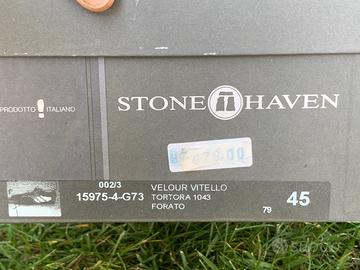 STONE HAVEN
PRODOTTO ITALIANO
002/3
15975-4-G73
VELOUR VITELLO
TORTORA 1043
FORATO
79
45